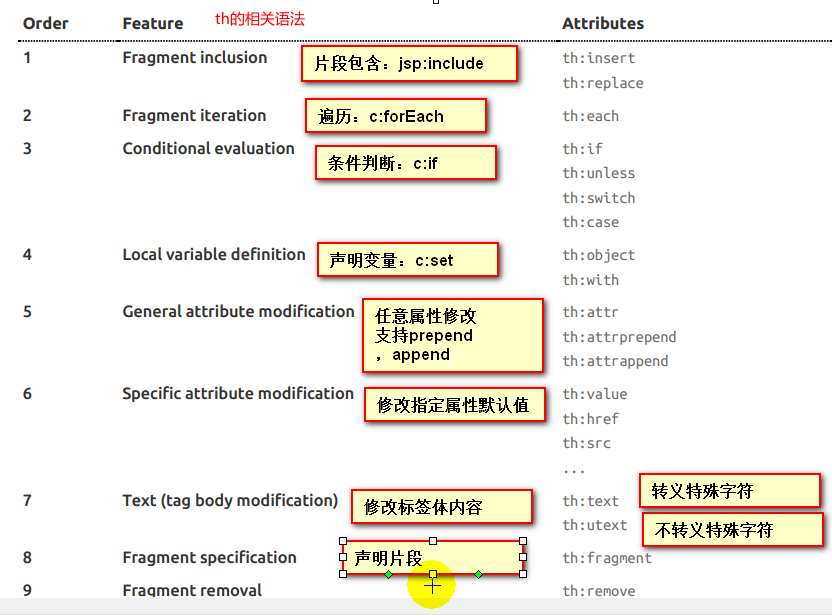 Order Feature th的相关语法 Attributes
1 Fragment inclusion 片段包含：jsp:include th:insert
th:replace
2 Fragment iteration 遍历：c:forEach th:each
3 Conditional evaluation 条件判断：c:if th:if
th:unless
th:switch
th:case
4 Local variable definition 声明变量：c:set th:object
th:with
5 General attribute modification 任意属性修改 th:attr
支持prepend th:attrprepend
，append th:attrappend
6 Specific attribute modification 修改指定属性默认值 th:value
th:href
th:src
...
7 Text (tag body modification) 修改标签体内容 th:text 转义特殊字符
th:utext 不转义特殊字符
8 Fragment specification 声明片段 th:fragment
9 Fragment removal th:remove